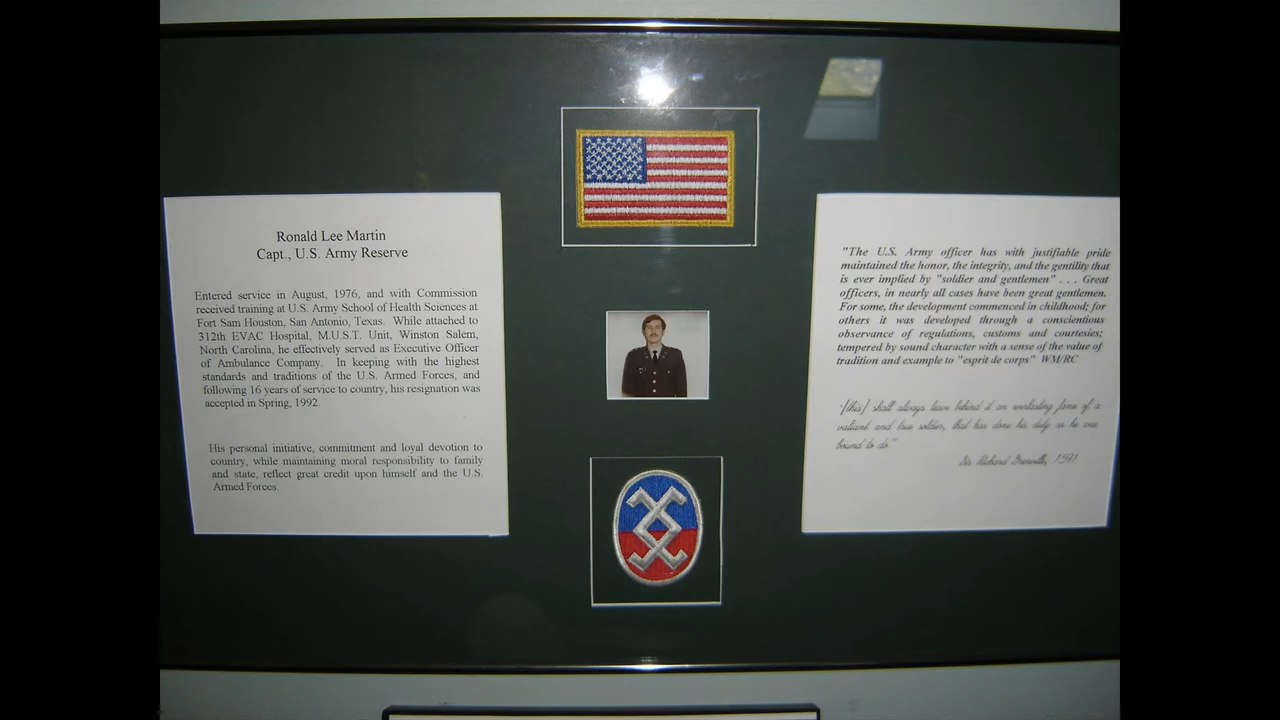 Ronald Lee Martin
Capt., U.S. Army Reserve
Entered service in August, 1976, and with Commission
received training at U.S. Army School of Health Sciences at
Fort Sam Houston, San Antonio, Texas. While attached to
312th EVAC Hospital, M.U.S.T. Unit, Winston Salem,
North Carolina, he effectively served as Executive Officer
of Ambulance Company. In keeping with the highest
standards and traditions of the U.S. Armed Forces, and
following 16 years of service to country, his resignation was
accepted in Spring, 1992.
His personal initiative, commitment and loyal devotion to
country, while maintaining moral responsibility to family
and state, reflect great credit upon himself and the U.S.
Armed Forces.
"The U.S. Army officer has with justifiable pride
maintained the honor, the integrity, and the gentility that
is ever implied by "soldier and gentlemen" . . . Great
officers, in nearly all cases have been great gentlemen.
For some, the development commenced in childhood; for
others it was developed through a conscientious
observance of regulations, customs and courtesies;
tempered by sound character with a sense of the value of
tradition and example to "esprit de corps" WM/RC
"[this] shall always leave behind it an everlasting fame of a
valiant and true soldier, that has done his duty as he was
bound to do"
Sir Richard Grenville, 1591